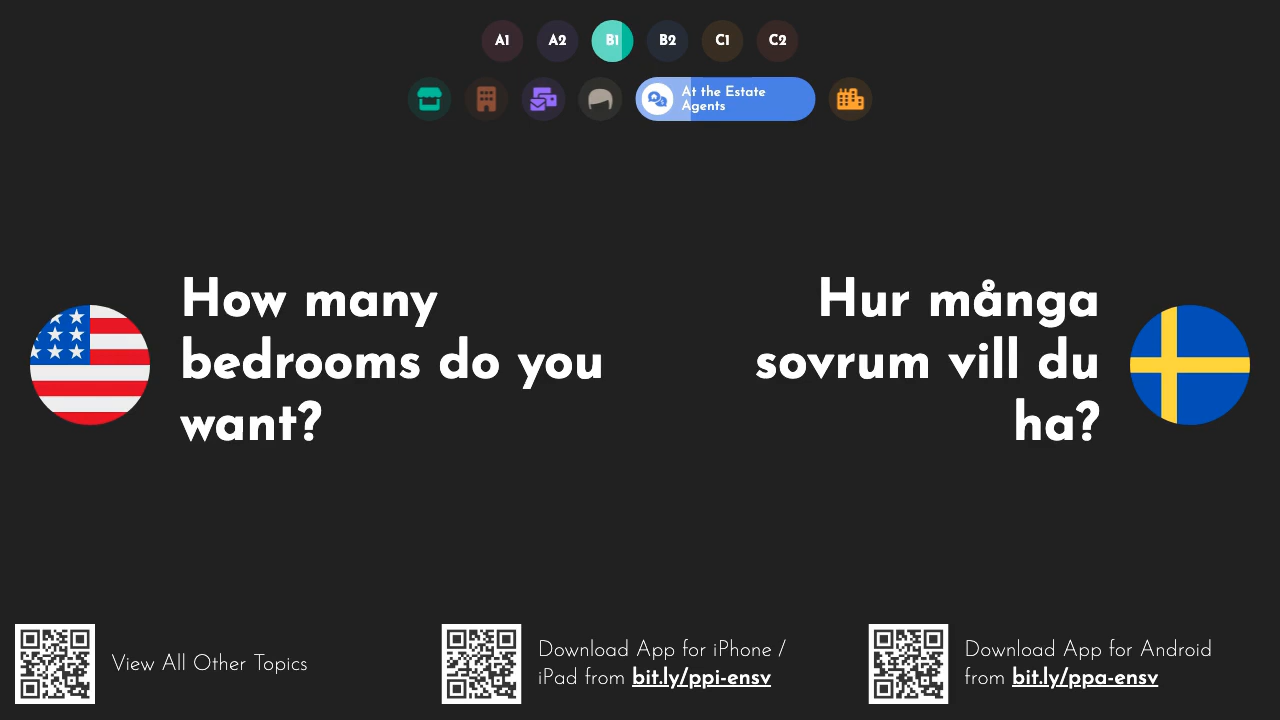 A1 A2 B1 B2 C1 C2
At the Estate
Agents
How many
bedrooms do you
want?
Hur många
sovrum vill du
ha?
View All Other Topics
Download App for iPhone /
iPad from bit.ly/ppi-ensv
Download App for Android
from bit.ly/ppa-ensv